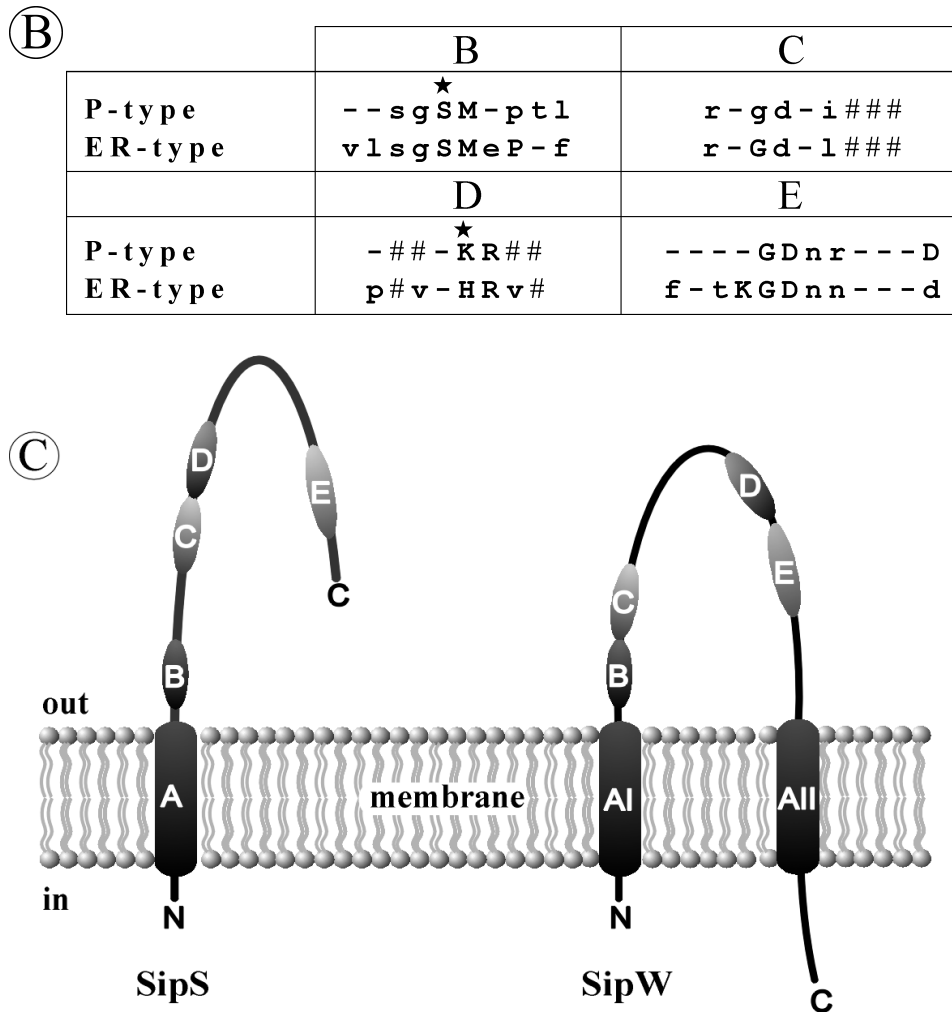 B
B C
★
P-type --sgSM-ptl r-gd-i###
ER-type vlsgSMeP-f r-Gd-l###
D E
★
P-type -##-KR## ----GDnr---D
ER-type p#v-HRv# f-tKGDnn---d
C
D
E
D
C
E
C
C
B
B
out
A
membrane
AI
AII
in
N
N
SipS
SipW
C